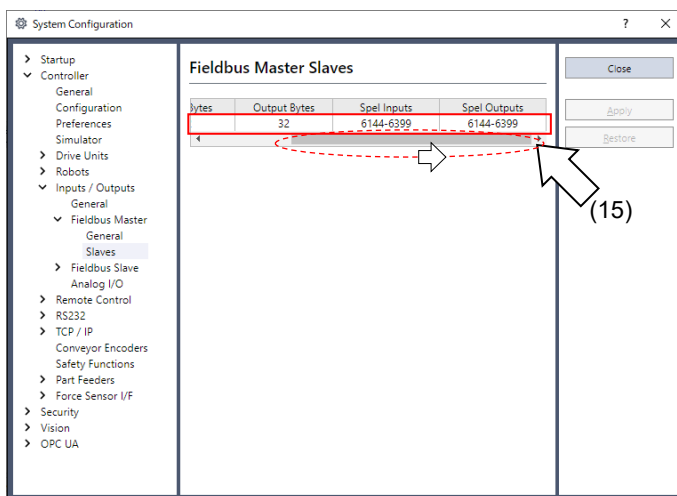 System Configuration
?
Startup
Controller
General
Configuration
Preferences
Simulator
Drive Units
Robots
Inputs / Outputs
General
Fieldbus Master
General
Slaves
Fieldbus Slave
Analog I/O
Remote Control
RS232
TCP / IP
Conveyor Encoders
Safety Functions
Part Feeders
Force Sensor I/F
Security
Vision
OPC UA
Fieldbus Master Slaves
Output Bytes Spel Inputs Spel Outputs
32 6144-6399 6144-6399
Close
Apply
Restore
(15)